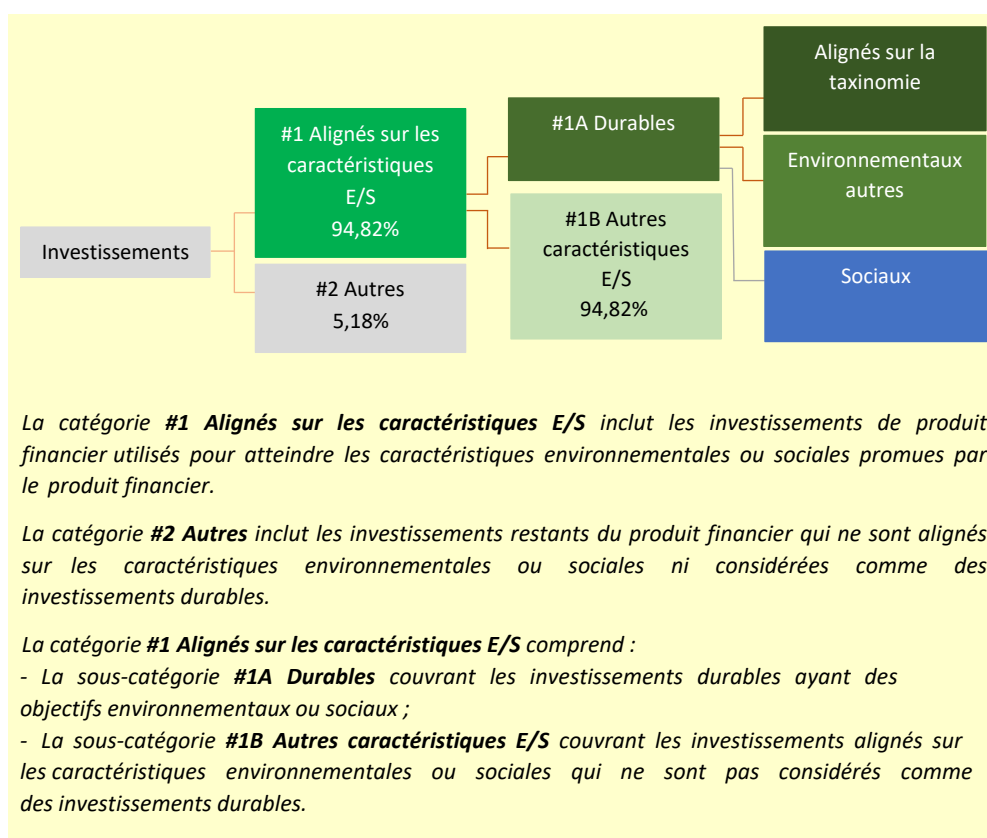 Investissements
#1 Alignés sur les
caractéristiques
E/S
94,82%
#2 Autres
5,18%
#1A Durables
#1B Autres
caractéristiques
E/S
94,82%
Alignés sur la
taxinomie
Environnementaux
autres
Sociaux
La catégorie #1 Alignés sur les caractéristiques E/S inclut les investissements de produit
financier utilisés pour atteindre les caractéristiques environnementales ou sociales promues par
le produit financier.
La catégorie #2 Autres inclut les investissements restants du produit financier qui ne sont alignés
sur les caractéristiques environnementales ou sociales ni considérées comme des
investissements durables.
La catégorie #1 Alignés sur les caractéristiques E/S comprend :
- La sous-catégorie #1A Durables couvrant les investissements durables ayant des
objectifs environnementaux ou sociaux ;
- La sous-catégorie #1B Autres caractéristiques E/S couvrant les investissements alignés sur
les caractéristiques environnementales ou sociales qui ne sont pas considérés comme
des investissements durables.